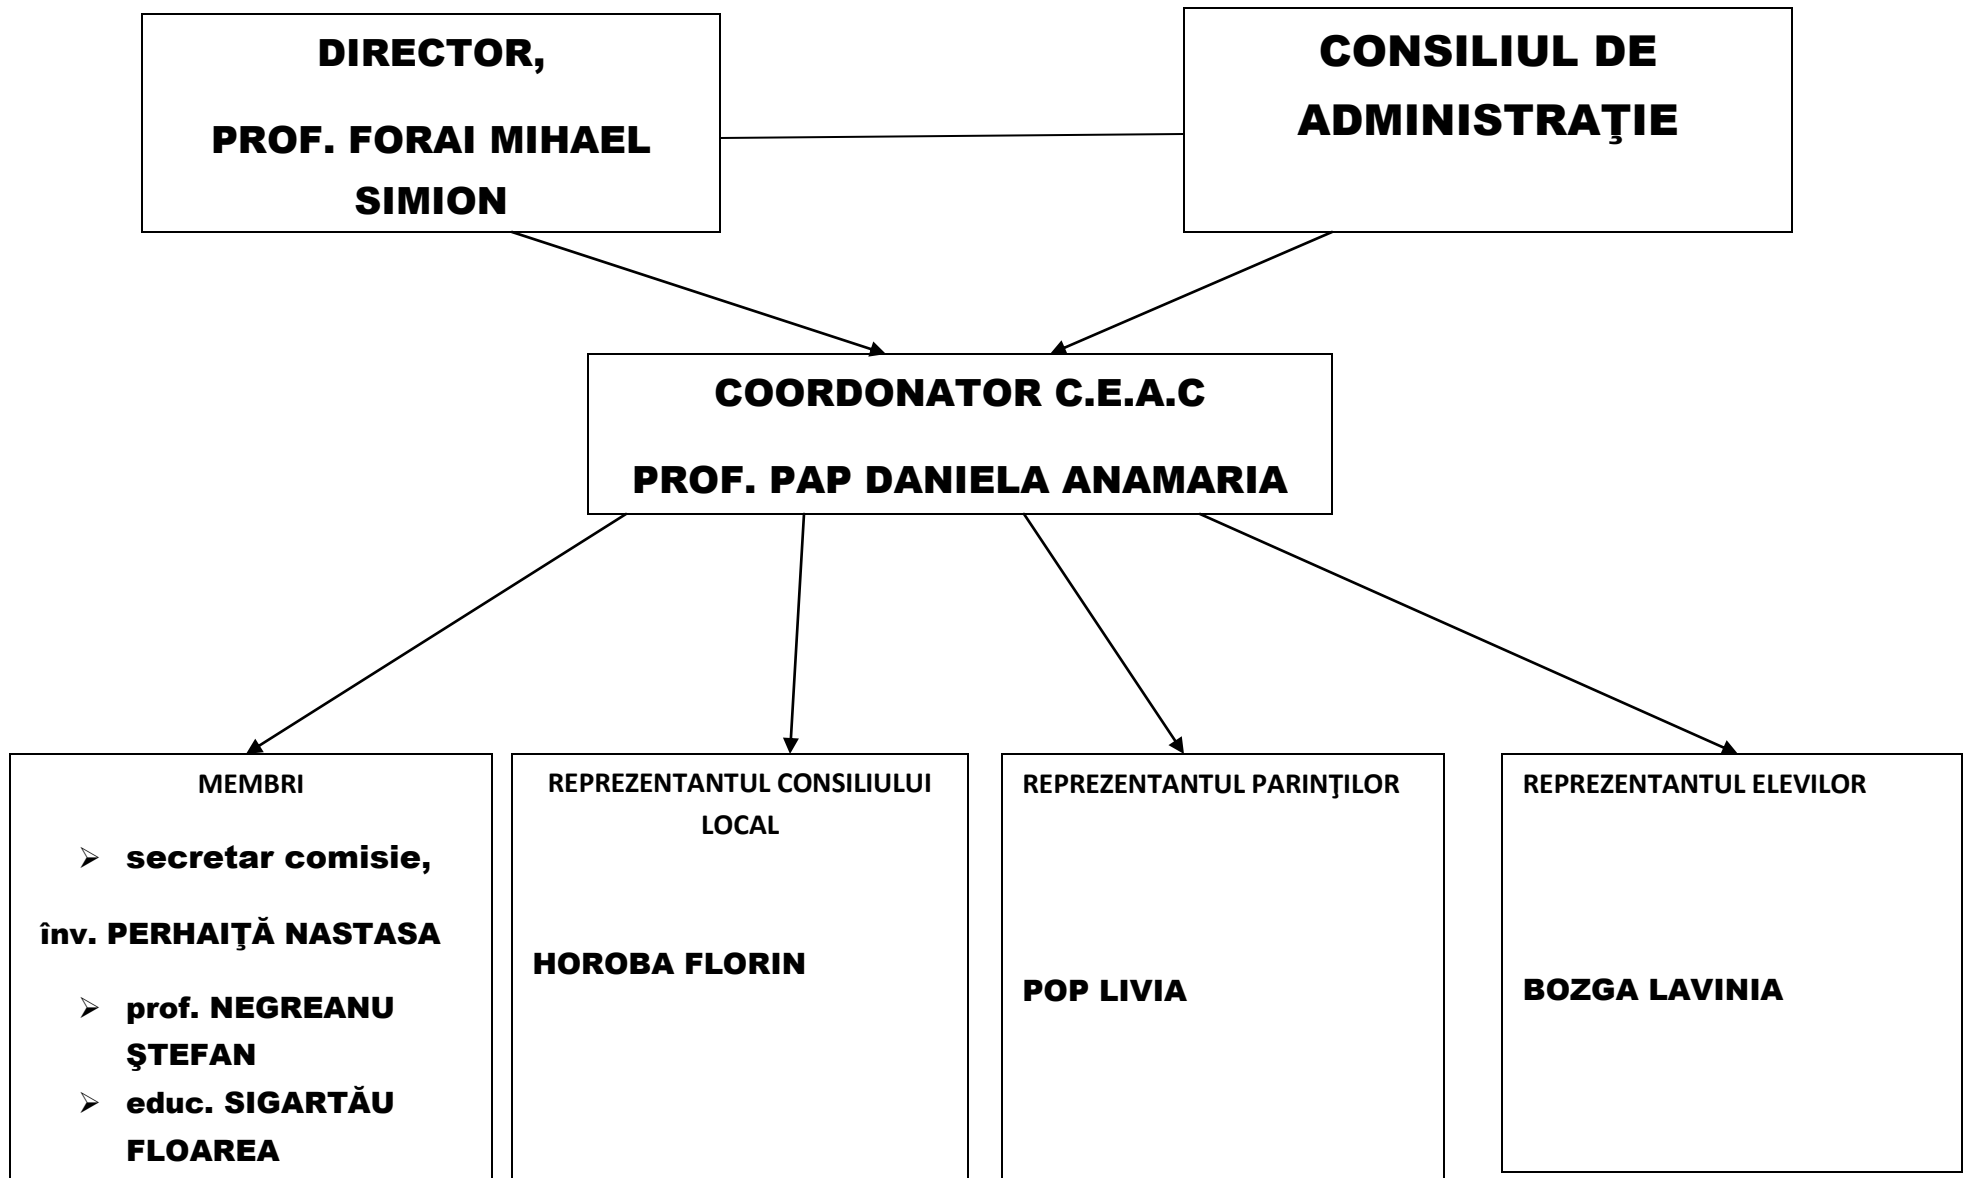 DIRECTOR,
PROF. FORAI MIHAEL
SIMION
CONSILIUL DE
ADMINISTRAŢIE
COORDONATOR C.E.A.C
PROF. PAP DANIELA ANAMARIA
MEMBRI
➢ secretar comisie,
înv. PERHAIŢĂ NASTASA
➢ prof. NEGREANU
ŞTEFAN
➢ educ. SIGARTĂU
FLOAREA
REPREZENTANTUL CONSILIULUI
LOCAL
HOROBA FLORIN
REPREZENTANTUL PARINŢILOR
POP LIVIA
REPREZENTANTUL ELEVILOR
BOZGA LAVINIA